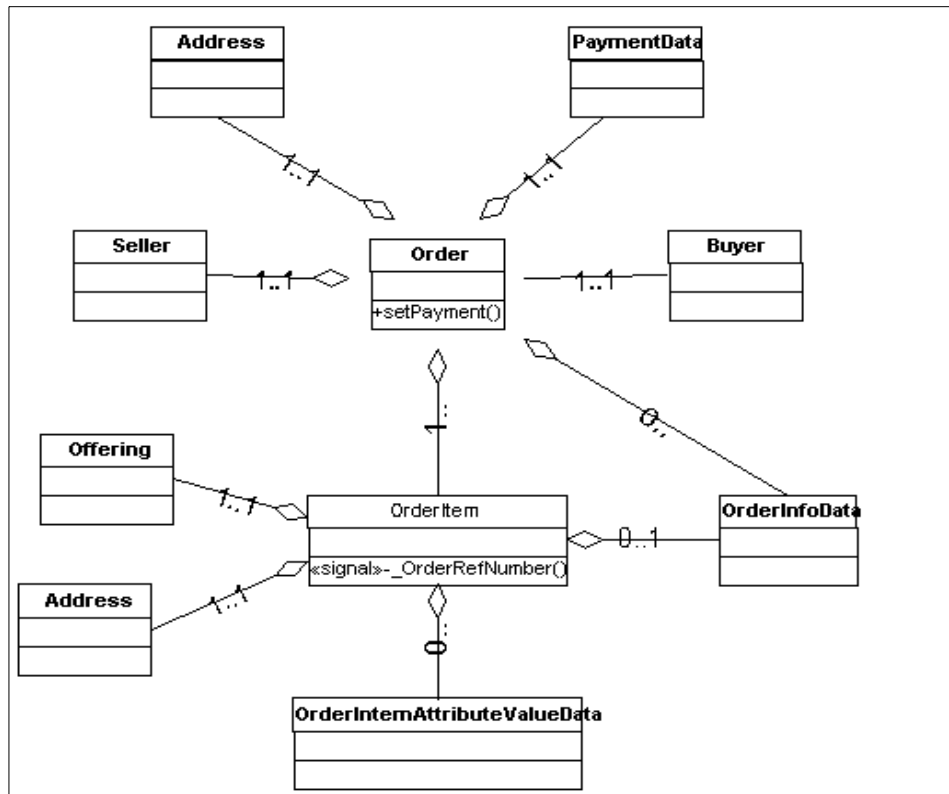 Address
PaymentData
1..1
1..1
Seller
Order
Buyer
1..1
1..1
+setPayment()
1..
0..
Offering
1..1
OrderItem
OrderInfoData
0..1
«signal»-_OrderRefNumber()
Address
1..1
0..
OrderInternAttributeValueData